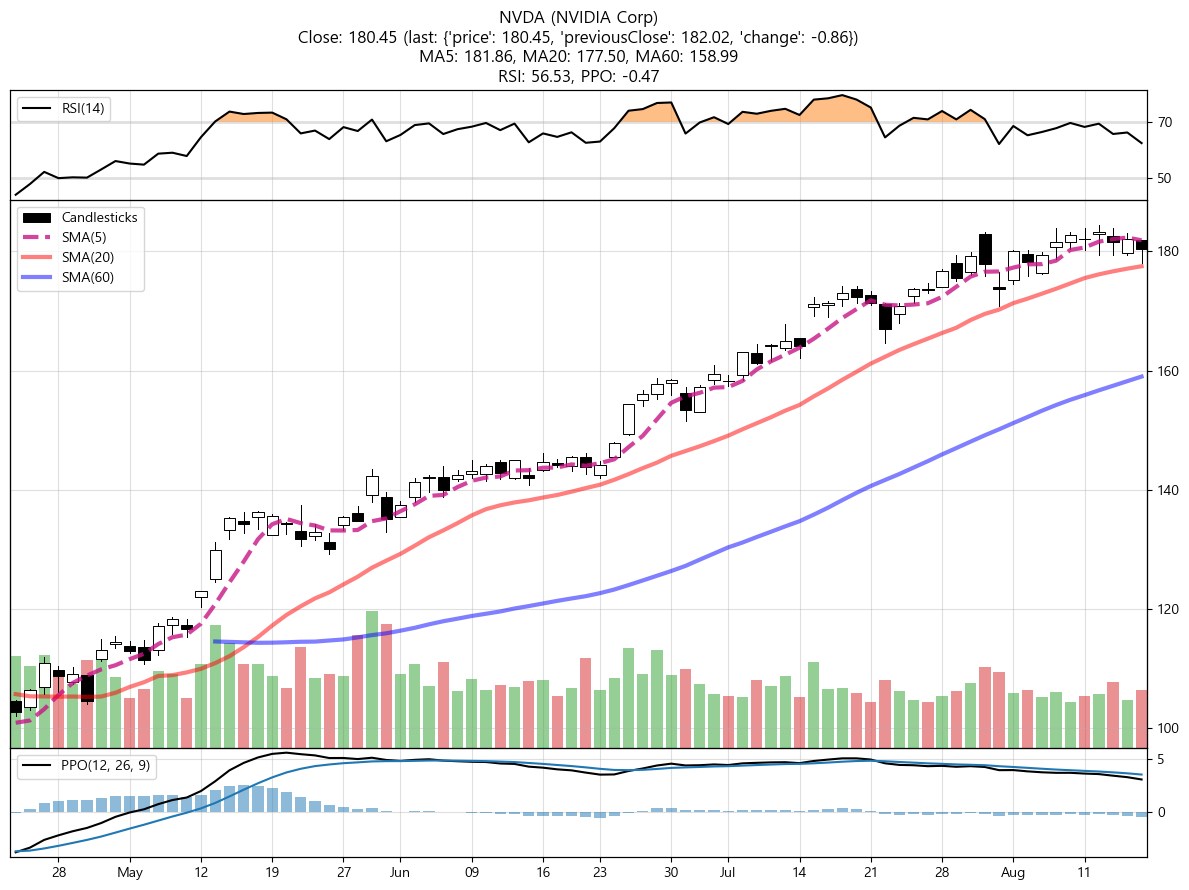 NVDA (NVIDIA Corp)
Close: 180.45 (last: {'price': 180.45, 'previousClose': 182.02, 'change': -0.86})
MA5: 181.86, MA20: 177.50, MA60: 158.99
RSI: 56.53, PPO: -0.47
RSI(14)
70
50
Candlesticks
SMA(5)
SMA(20)
SMA(60)
180
160
140
120
100
PPO(12, 26, 9)
5
0
28 May 12 19 27 Jun 09 16 23 30 Jul 14 21 28 Aug 11